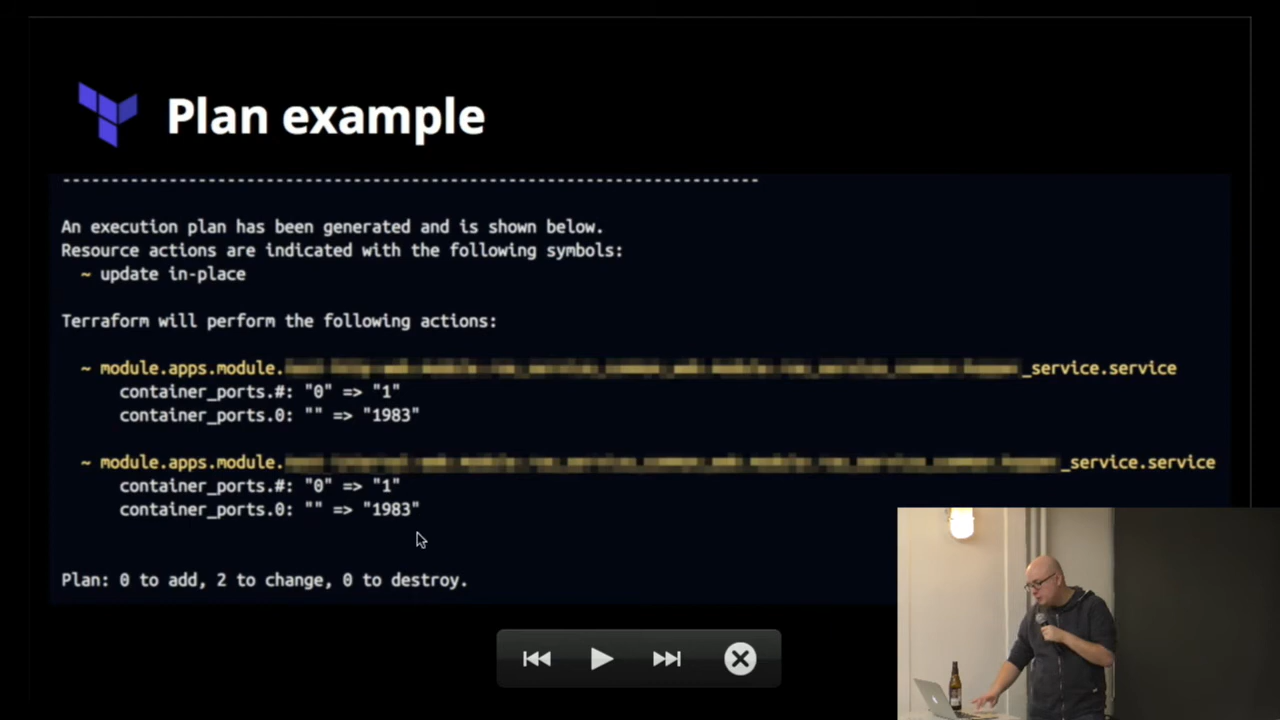 Plan example
--------------------------------------------------------------------------------
An execution plan has been generated and is shown below.
Resource actions are indicated with the following symbols:
~ update in-place
Terraform will perform the following actions:
~ module.apps.module. _service.service
container_ports.#: "0" => "1"
container_ports.0: "" => "1983"
~ module.apps.module. _service.service
container_ports.#: "0" => "1"
container_ports.0: "" => "1983"
Plan: 0 to add, 2 to change, 0 to destroy.